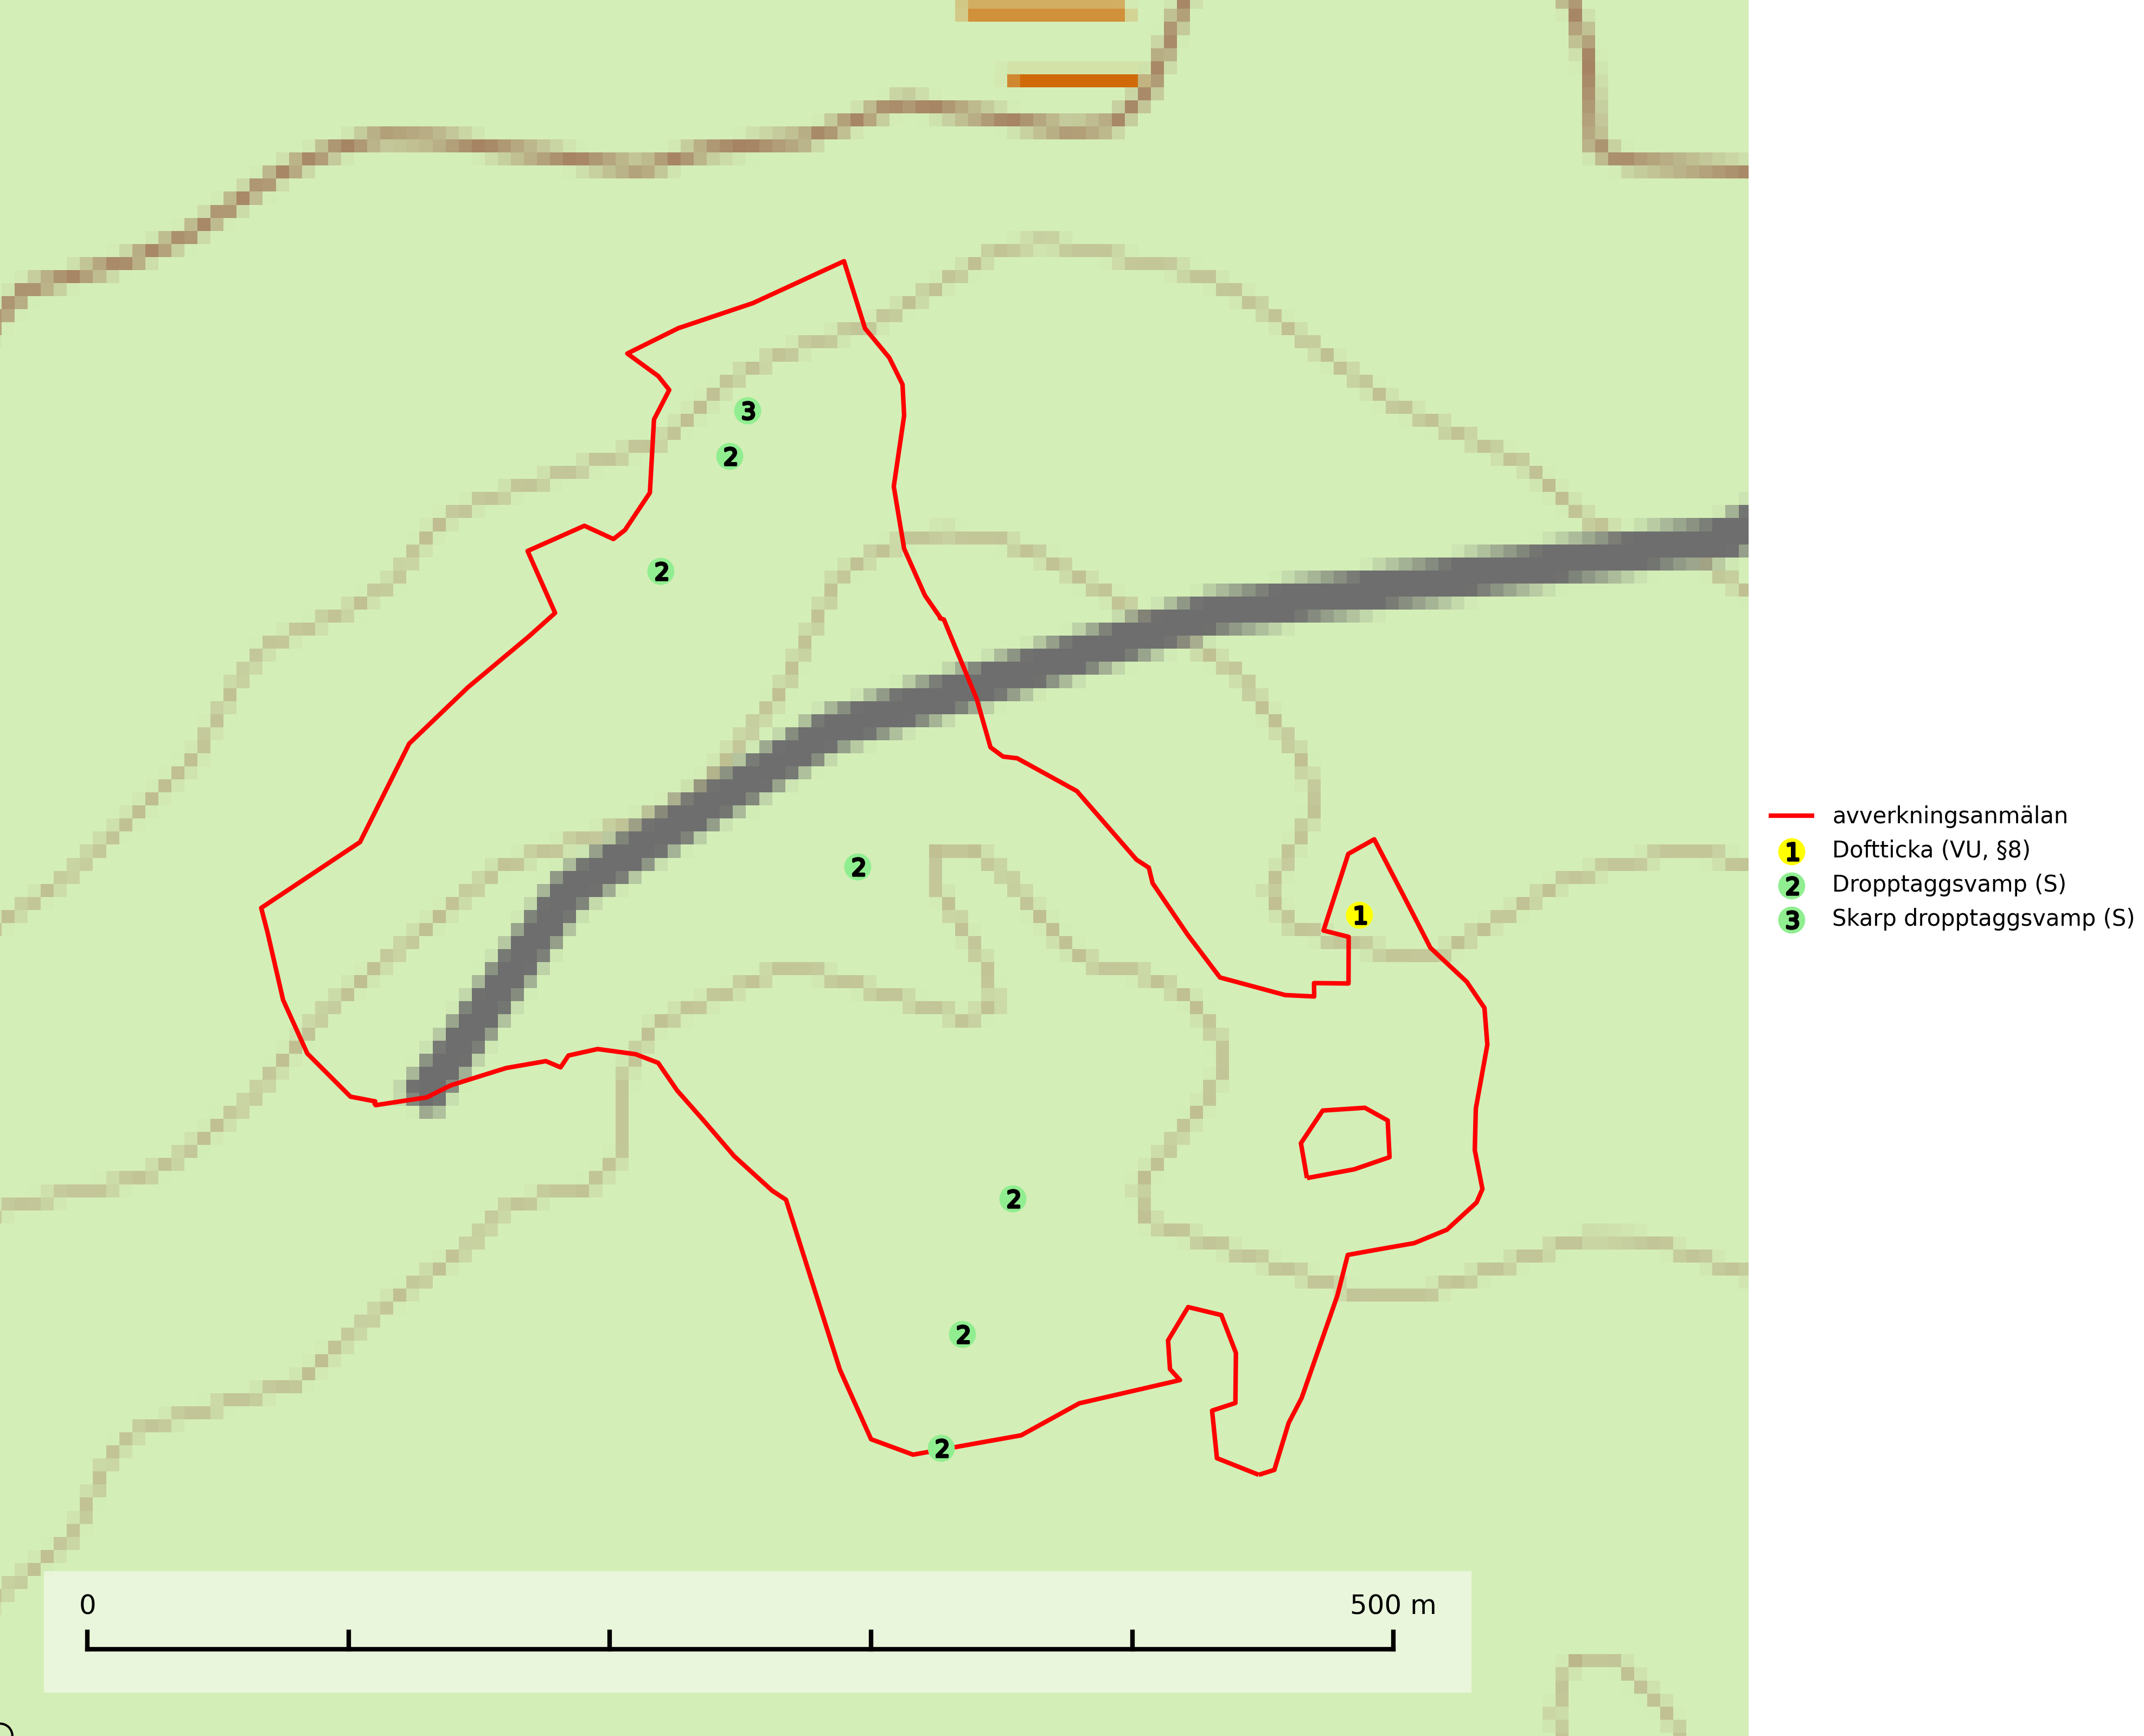 3
2
2
2
1
2
2
2
avverkningsanmälan
1 Doftticka (VU, §8)
2 Dropptaggsvamp (S)
3 Skarp dropptaggsvamp (S)
0 500 m